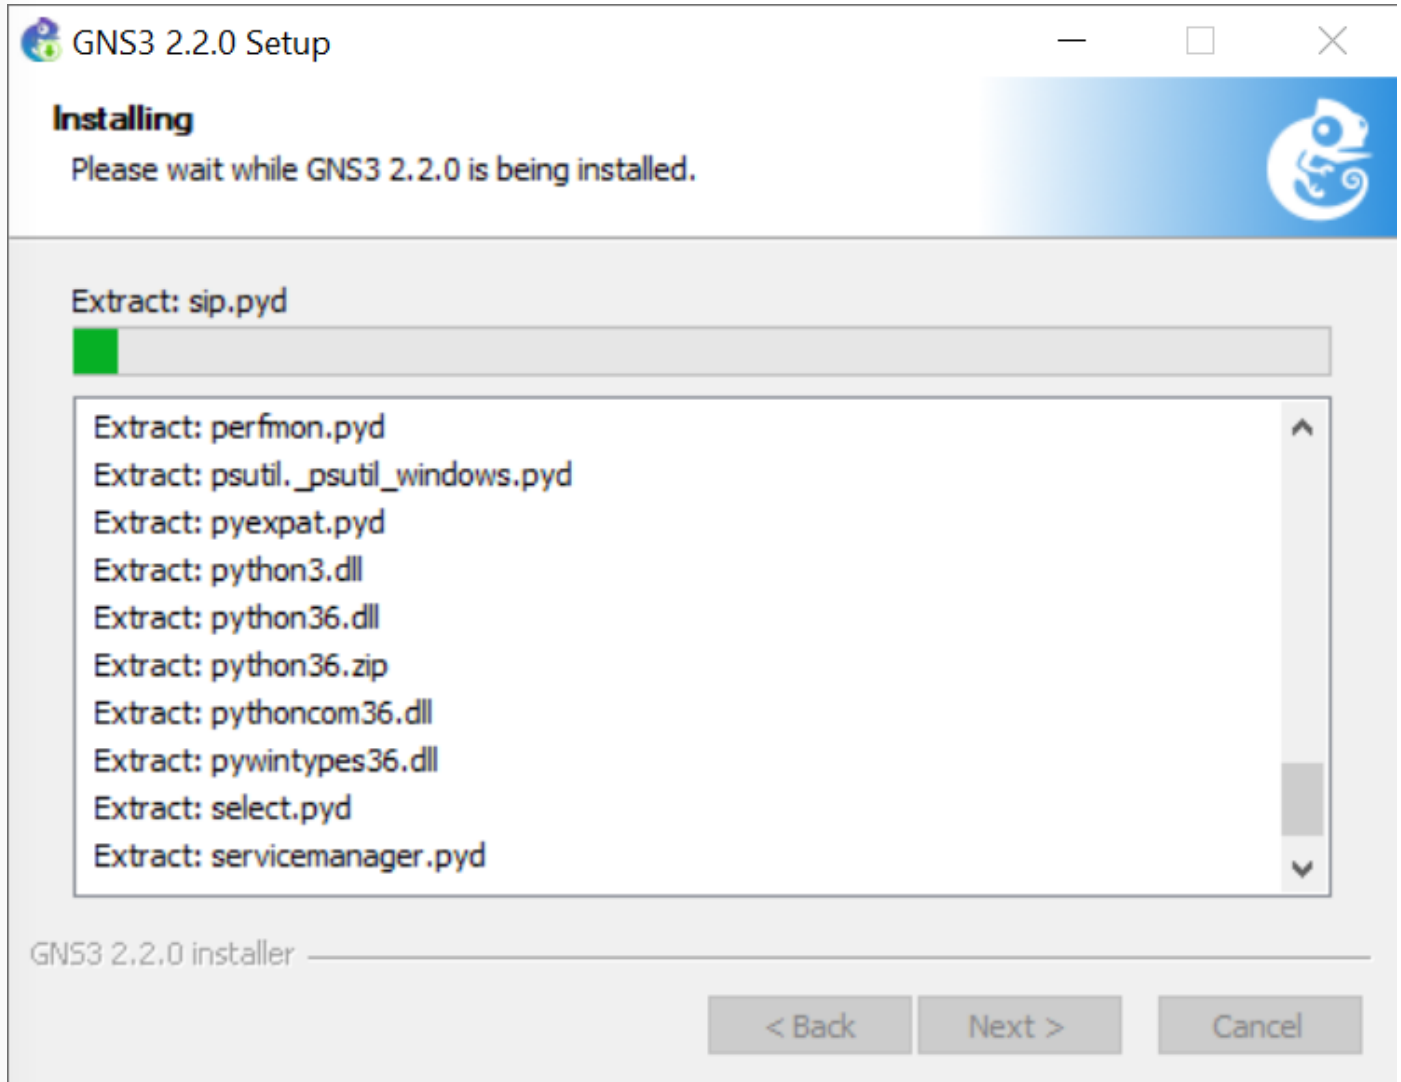 GNS3 2.2.0 Setup
Installing
Please wait while GNS3 2.2.0 is being installed.
Extract: sip.pyd
Extract: perfmon.pyd
Extract: psutil._psutil_windows.pyd
Extract: pyexpat.pyd
Extract: python3.dll
Extract: python36.dll
Extract: python36.zip
Extract: pythoncom36.dll
Extract: pywintypes36.dll
Extract: select.pyd
Extract: servicemanager.pyd
GNS3 2.2.0 installer
< Back
Next >
Cancel